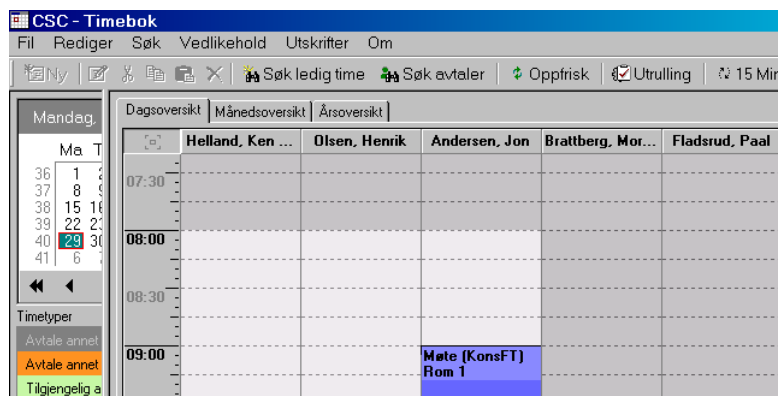 CSC - Timebok
Fil Rediger Søk Vedlikehold Utskrifter Om
Ny Søk ledig time Søk avtaler Oppfrisk Utrulling 15 Min
Mandag,
Dagsoversikt Månedsoversikt Årsoversikt
Helland, Ken ... Olsen, Henrik Andersen, Jon Brattberg, Mor... Fladsrud, Paal
Ma T
36 1
37 8
38 15 16
39 22 23
40 29 30
41 6
07:30
08:00
08:30
09:00
Møte (KonsFT)
Rom 1
Timetyper
Avtale annet
Avtale annet
Tilgjengelig a